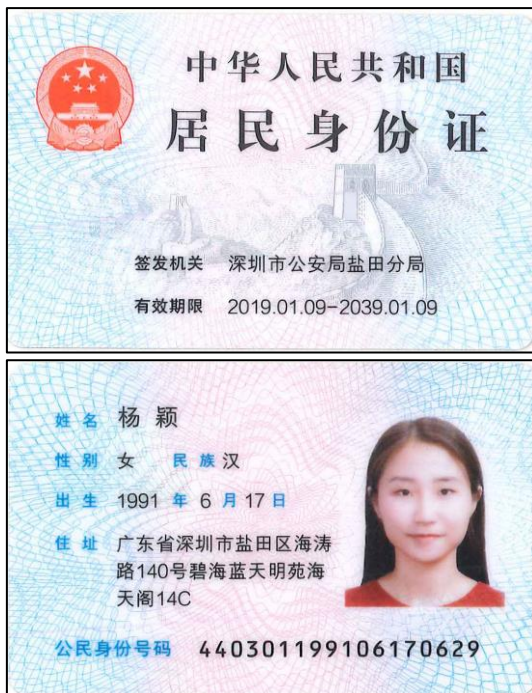 中华人民共和国
居民身份证
签发机关 深圳市公安局盐田分局
有效期限 2019.01.09-2039.01.09
姓名 杨颖
性别 女 民族 汉
出生 1991 年 6 月 17 日
住址 广东省深圳市盐田区海涛
路140号碧海蓝天明苑海
天阁14C
公民身份号码 440301199106170629